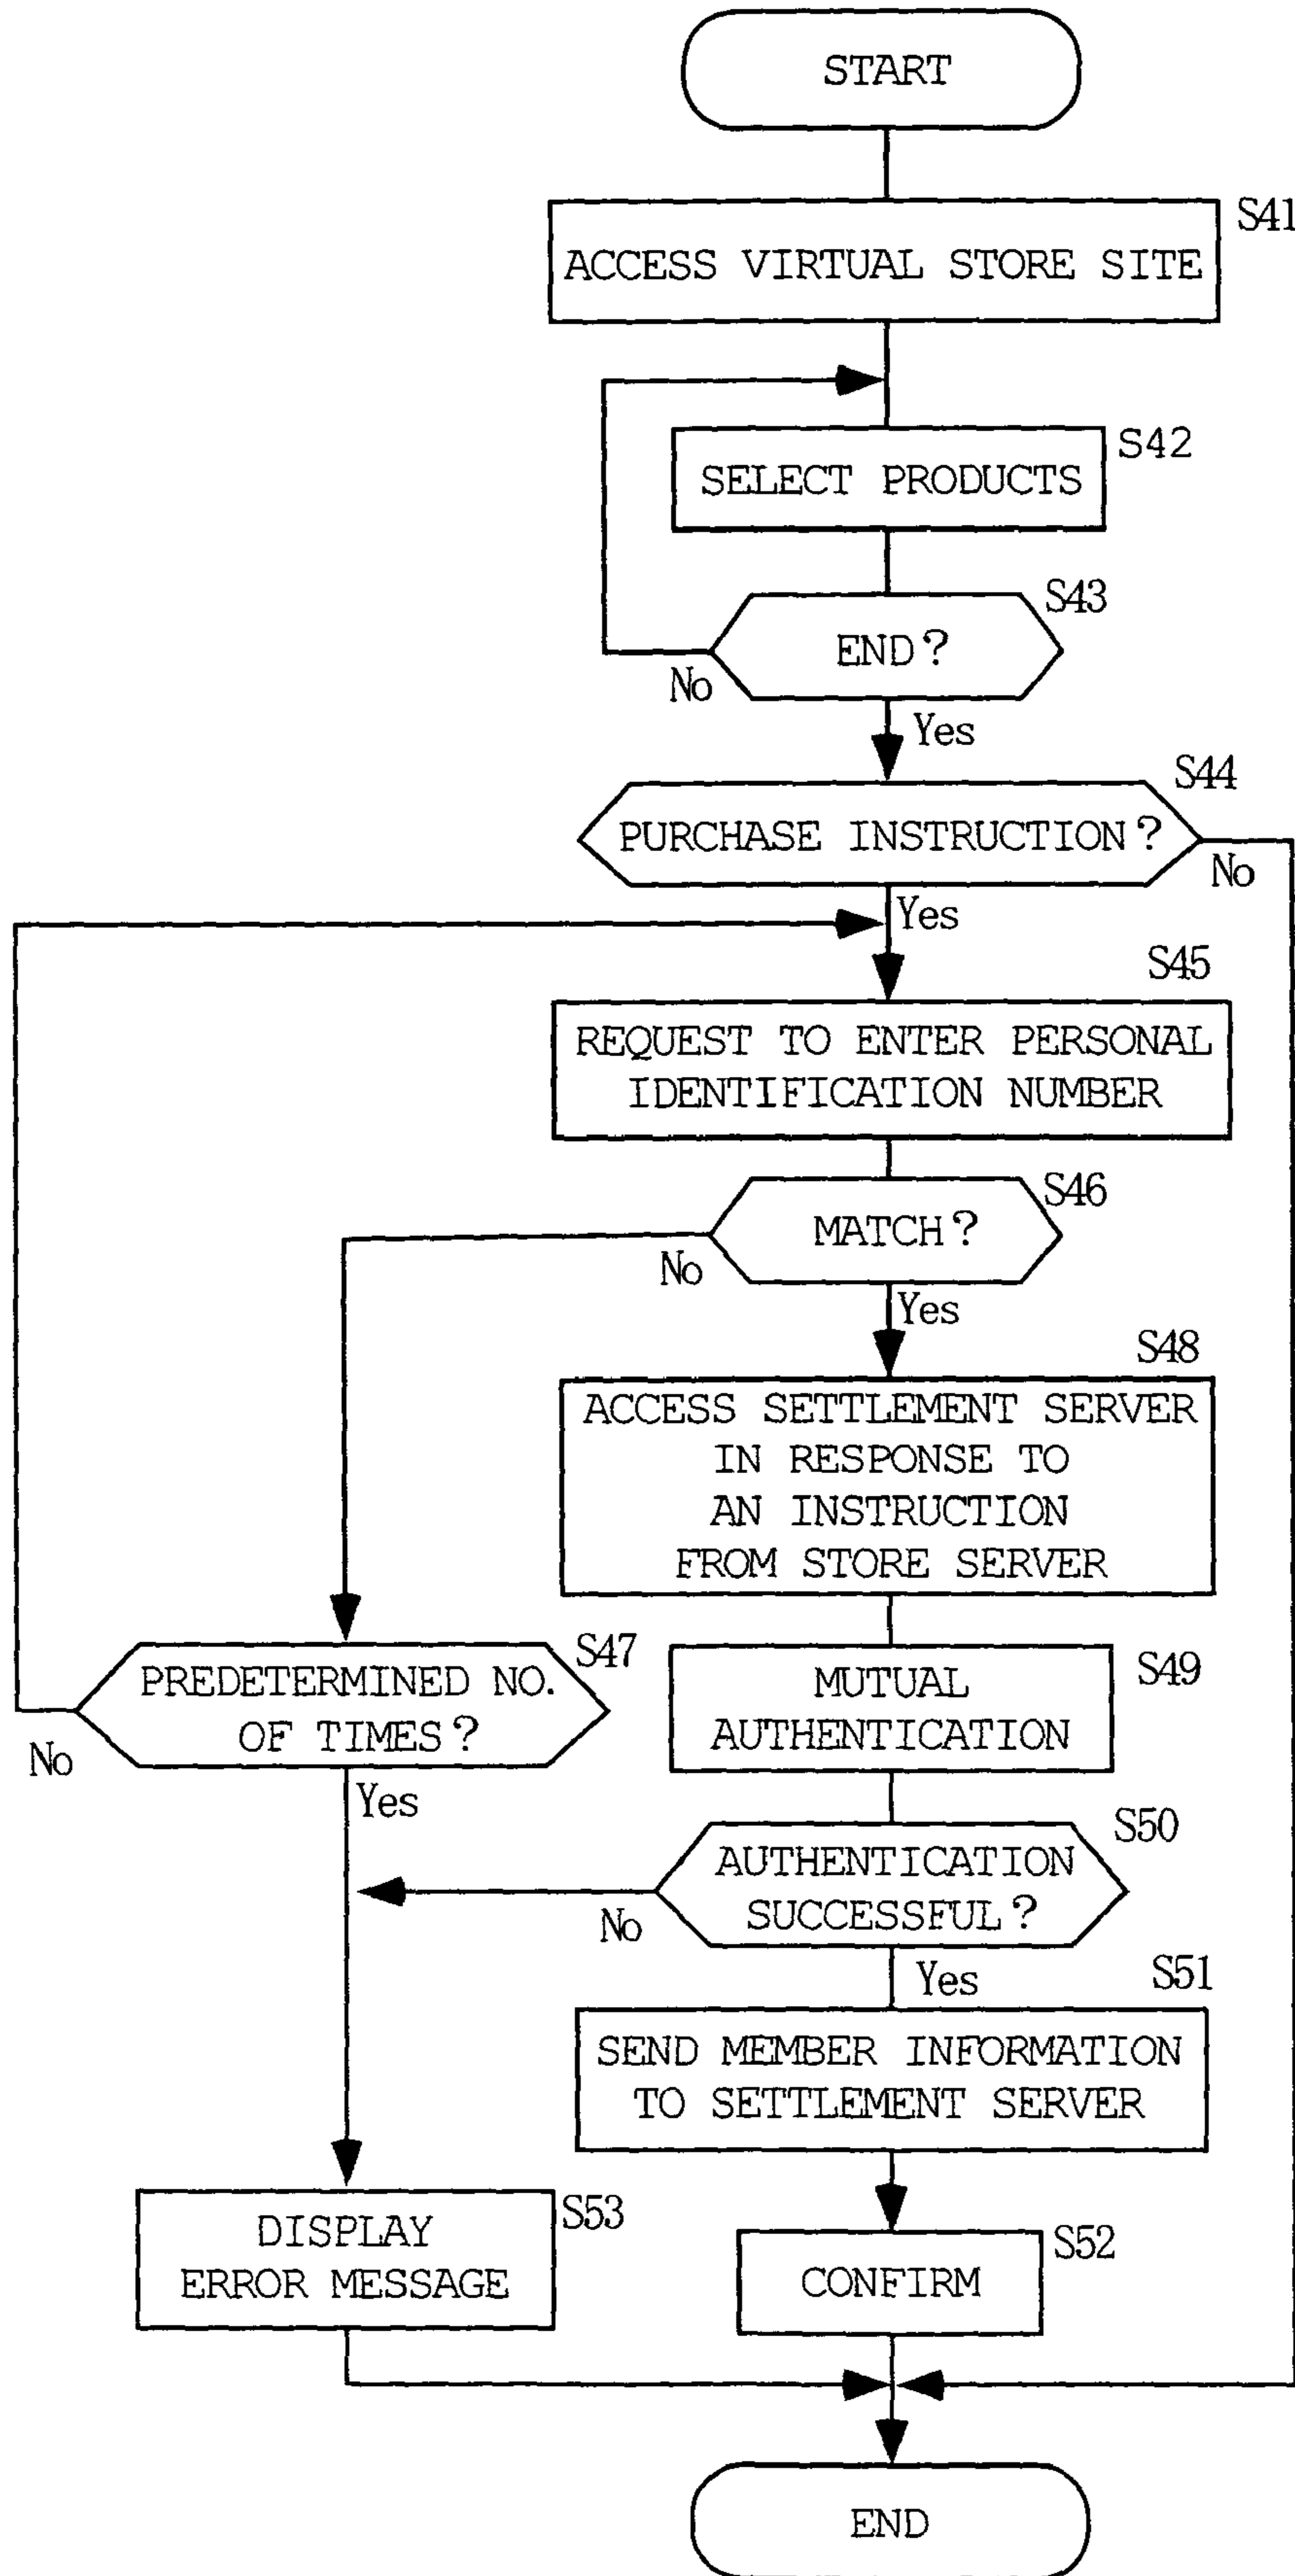 START
S41
ACCESS VIRTUAL STORE SITE
S42
SELECT PRODUCTS
S43
END?
No
Yes
S44
PURCHASE INSTRUCTION?
No
Yes
S45
REQUEST TO ENTER PERSONAL
IDENTIFICATION NUMBER
S46
MATCH?
No
Yes
S48
ACCESS SETTLEMENT SERVER
IN RESPONSE TO
AN INSTRUCTION
FROM STORE SERVER
S47
PREDETERMINED NO.
OF TIMES?
No
Yes
S49
MUTUAL
AUTHENTICATION
S50
AUTHENTICATION
SUCCESSFUL?
No
Yes
S51
SEND MEMBER INFORMATION
TO SETTLEMENT SERVER
S53
DISPLAY
ERROR MESSAGE
S52
CONFIRM
END